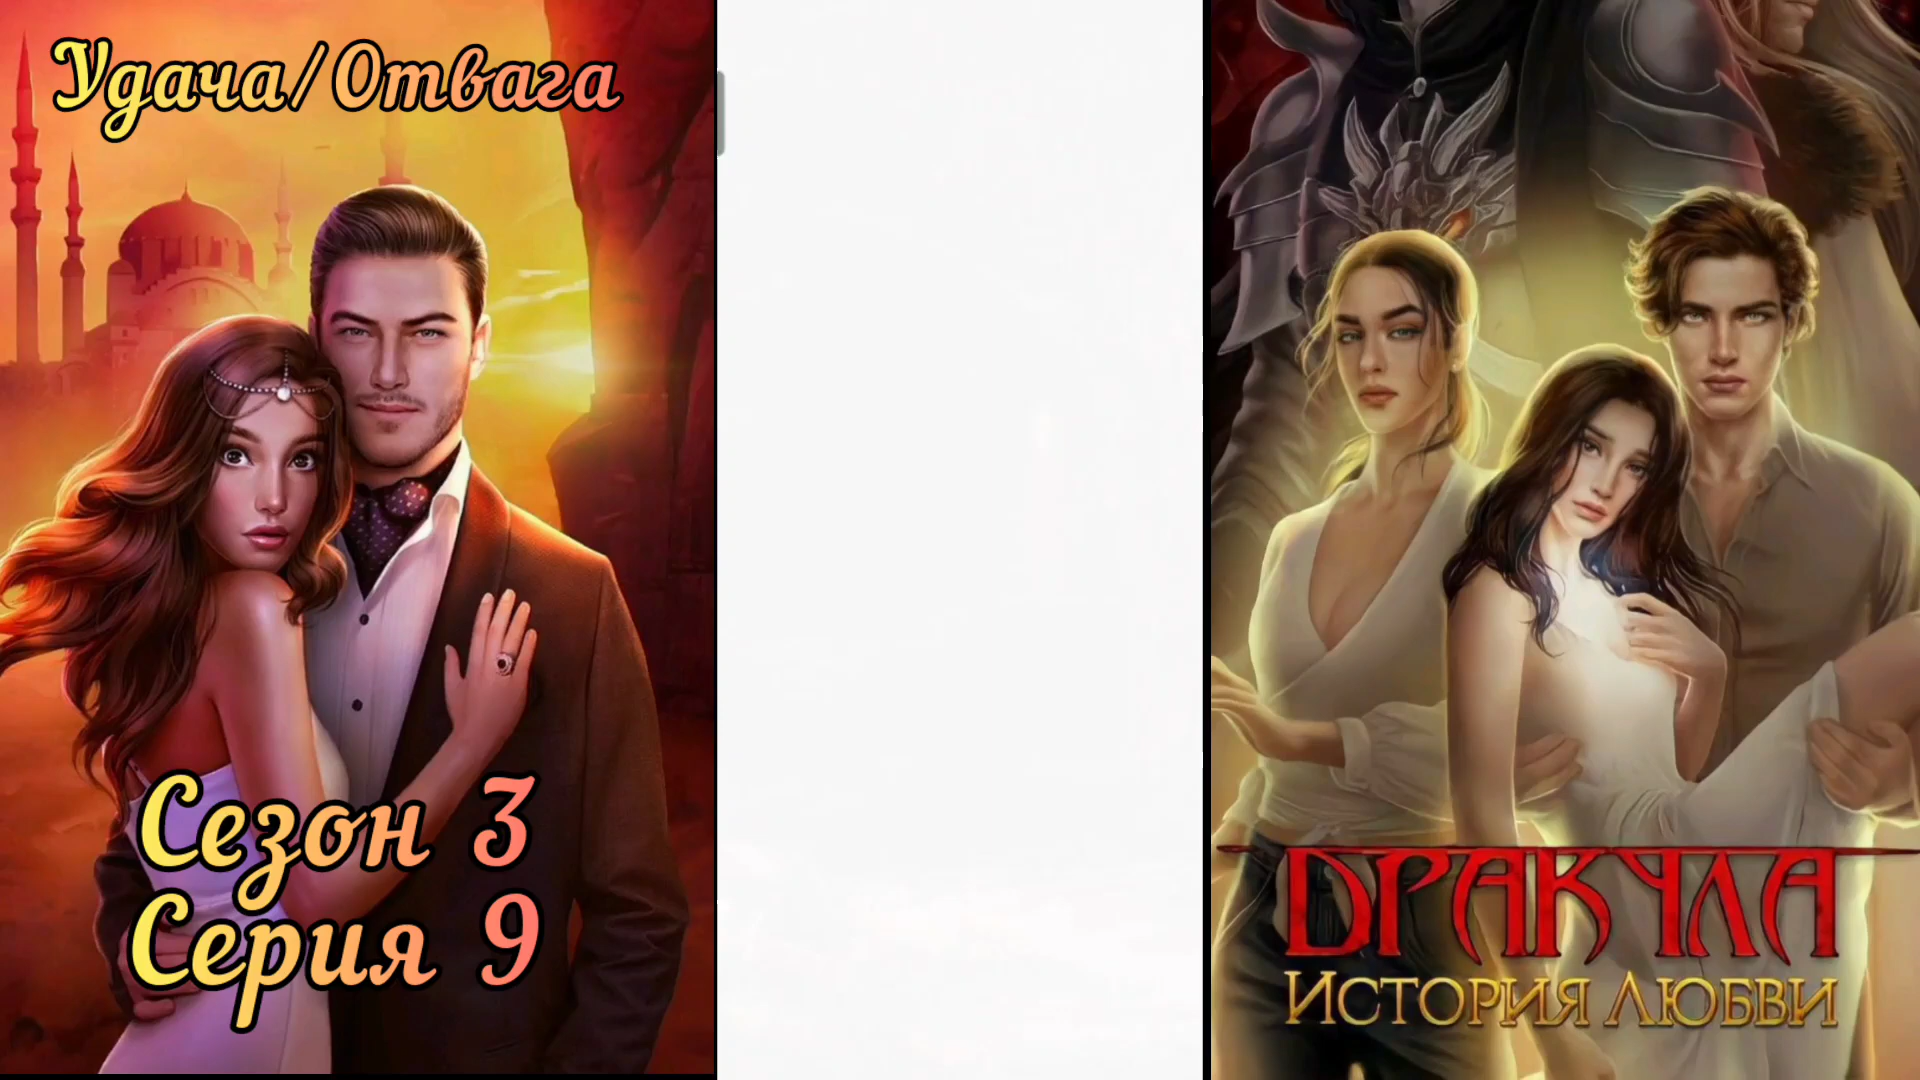 Удача/Отвага
Сезон 3
Серия 9
ДРАКУЛА
ИСТОРИЯ ЛЮБВИ